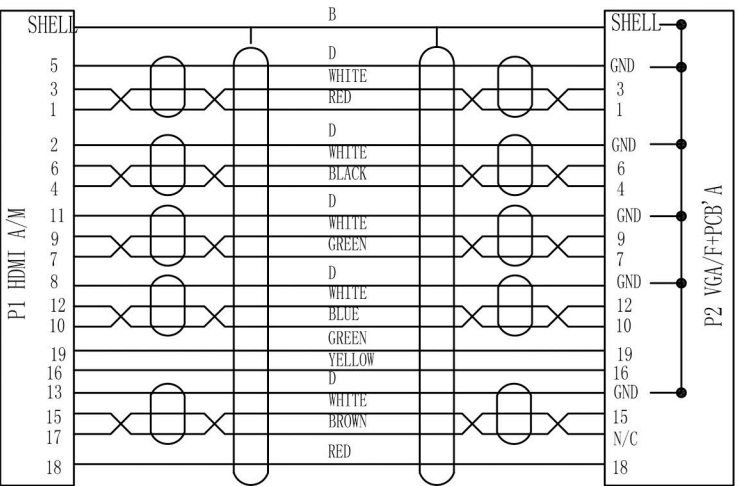 SHELL B SHELL
5 D GND
3 WHITE 3
1 RED 1
2 D GND
6 WHITE 6
4 BLACK 4
11 D GND
9 WHITE 9
7 GREEN 7
8 D GND
12 WHITE 12
10 BLUE 10
19 GREEN 19
16 YELLOW 16
13 D GND
15 WHITE 15
17 BROWN N/C
18 RED 18
P1 HDMI A/M
P2 VGA/F+PCB'A